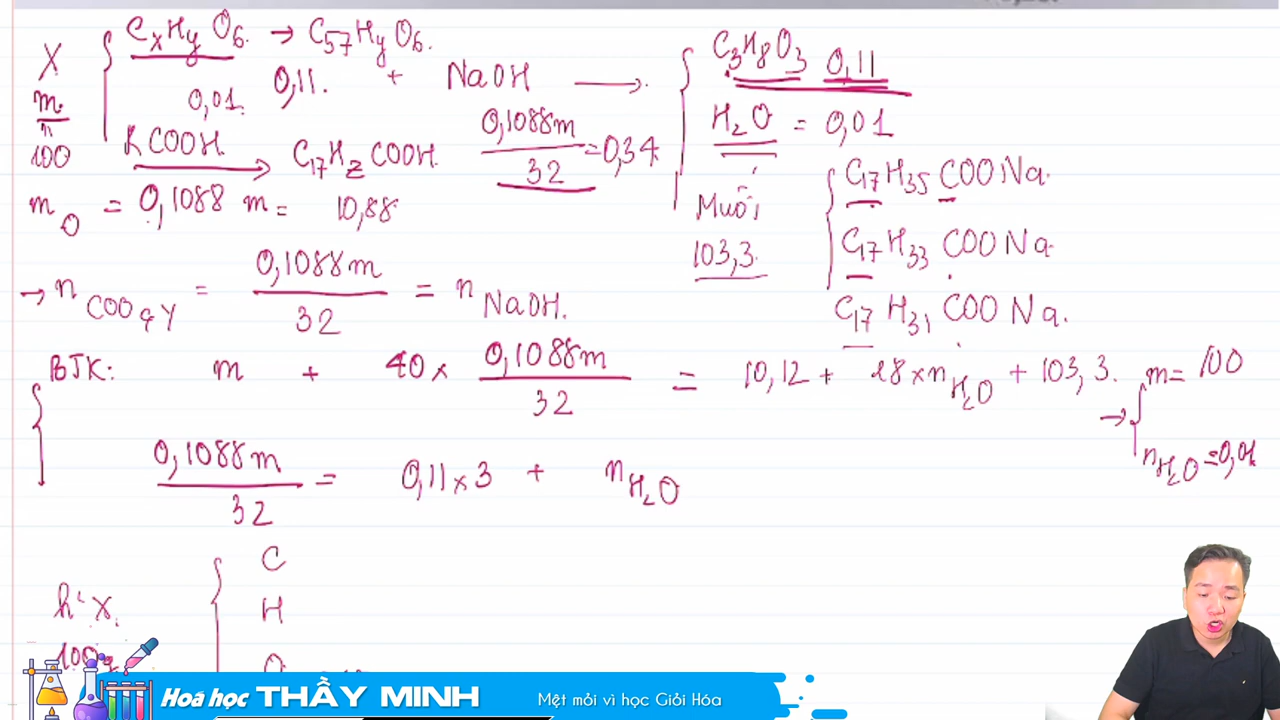 X { CxHyO6 → C57HyO6.
m/n
100
0,01. 0,11. + NaOH → { C3H8O3 0,11
RCOOH → C17HzCOOH. 0,1088m/32 = 0,34. H2O = 0,01
mO = 0,1088 m = 10,88
Muối 103,3. { C17H35COONa.
C17H33COONa
C17H31COONa.
→ nCOO of Y = 0,1088m/32 = nNaOH.
BTK: m + 40 × 0,1088m/32 = 10,12 + 18 × nH2O + 103,3. → { m = 100
nH2O = 0,01
0,1088m/32 = 0,11 × 3 + nH2O
h² X. { C
H
O
100g
Hoá học THẦY MINH Mệt mỏi vì học Giỏi Hóa